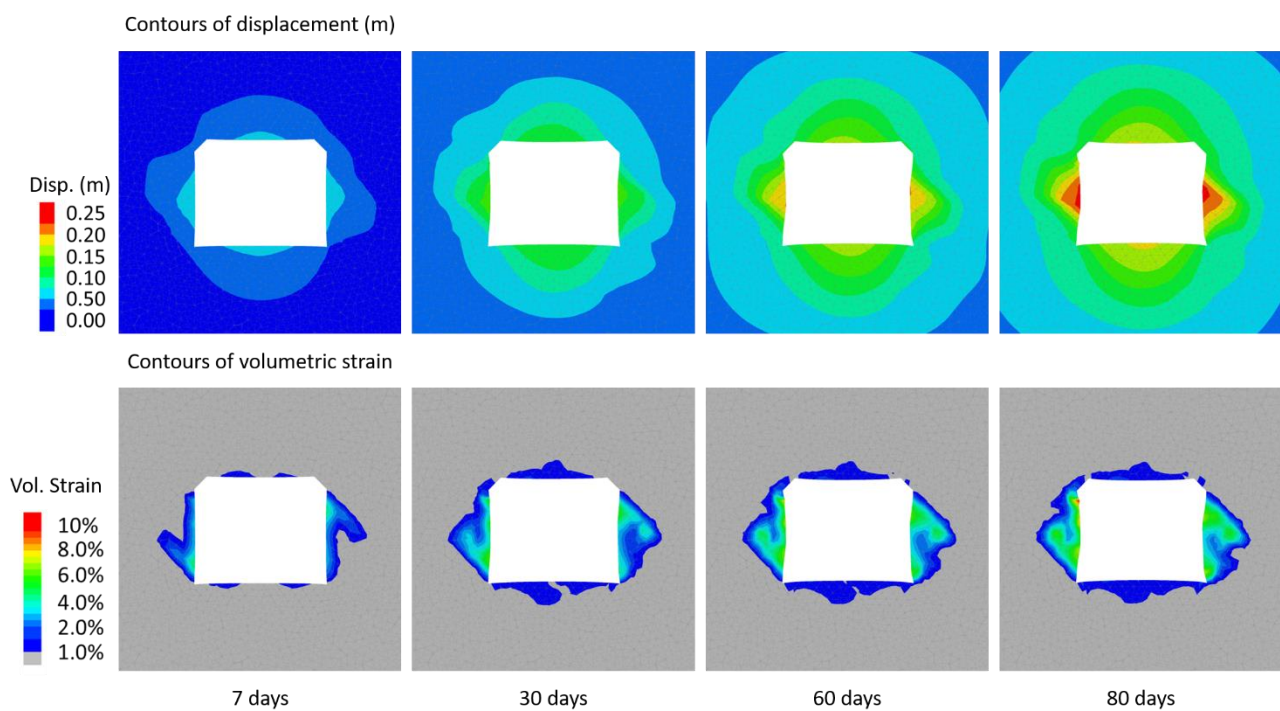 Contours of displacement (m)
Disp. (m)
0.25
0.20
0.15
0.10
0.50
0.00
Contours of volumetric strain
Vol. Strain
10%
8.0%
6.0%
4.0%
2.0%
1.0%
7 days
30 days
60 days
80 days